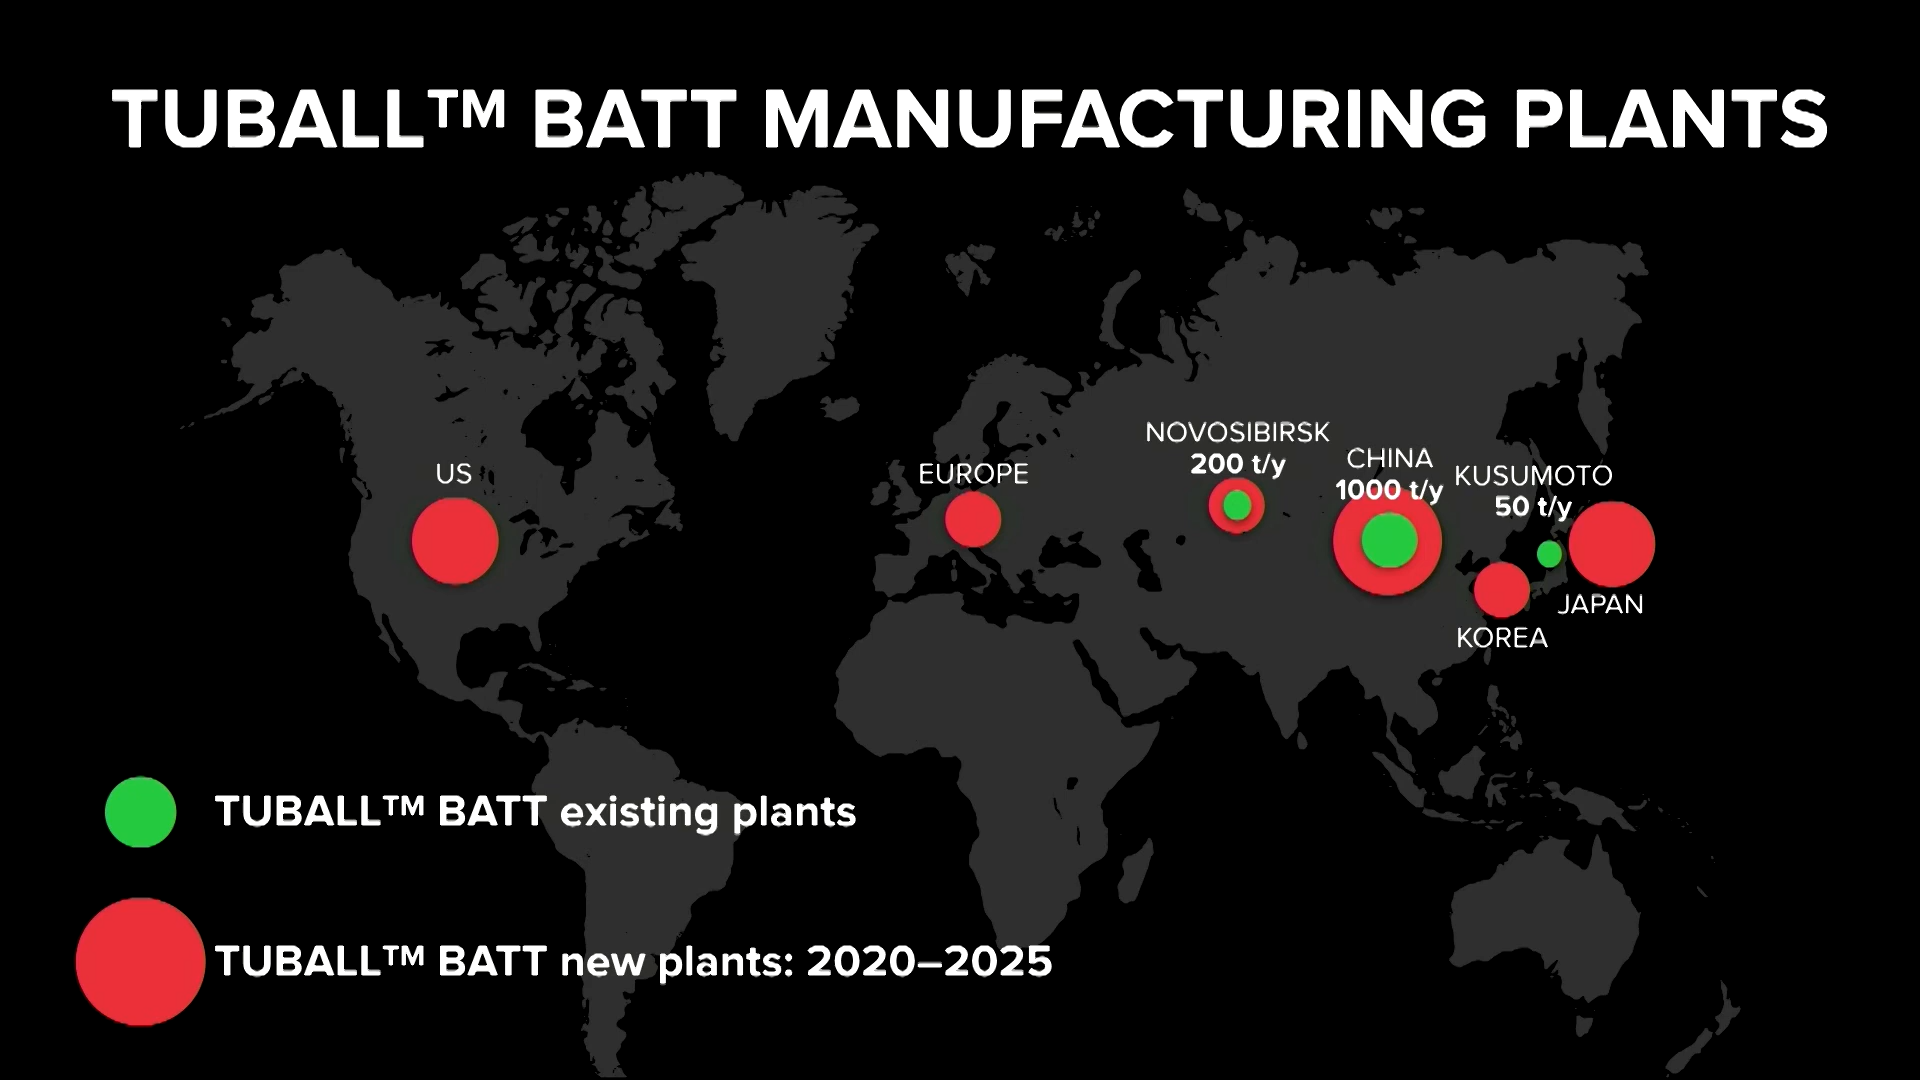 TUBALL™ BATT MANUFACTURING PLANTS
NOVOSIBIRSK
200 t/y
CHINA
1000 t/y
KUSUMOTO
50 t/y
US
EUROPE
JAPAN
KOREA
TUBALL™ BATT existing plants
TUBALL™ BATT new plants: 2020–2025